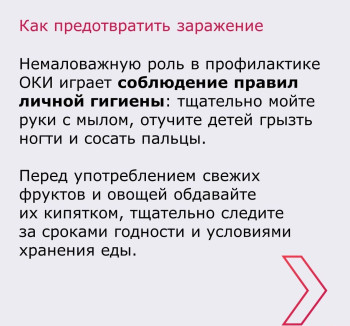 Как предотвратить заражение
Немаловажную роль в профилактике
ОКИ играет соблюдение правил
личной гигиены: тщательно мойте
руки с мылом, отучите детей грызть
ногти и сосать пальцы.
Перед употреблением свежих
фруктов и овощей обдавайте
их кипятком, тщательно следите
за сроками годности и условиями
хранения еды.